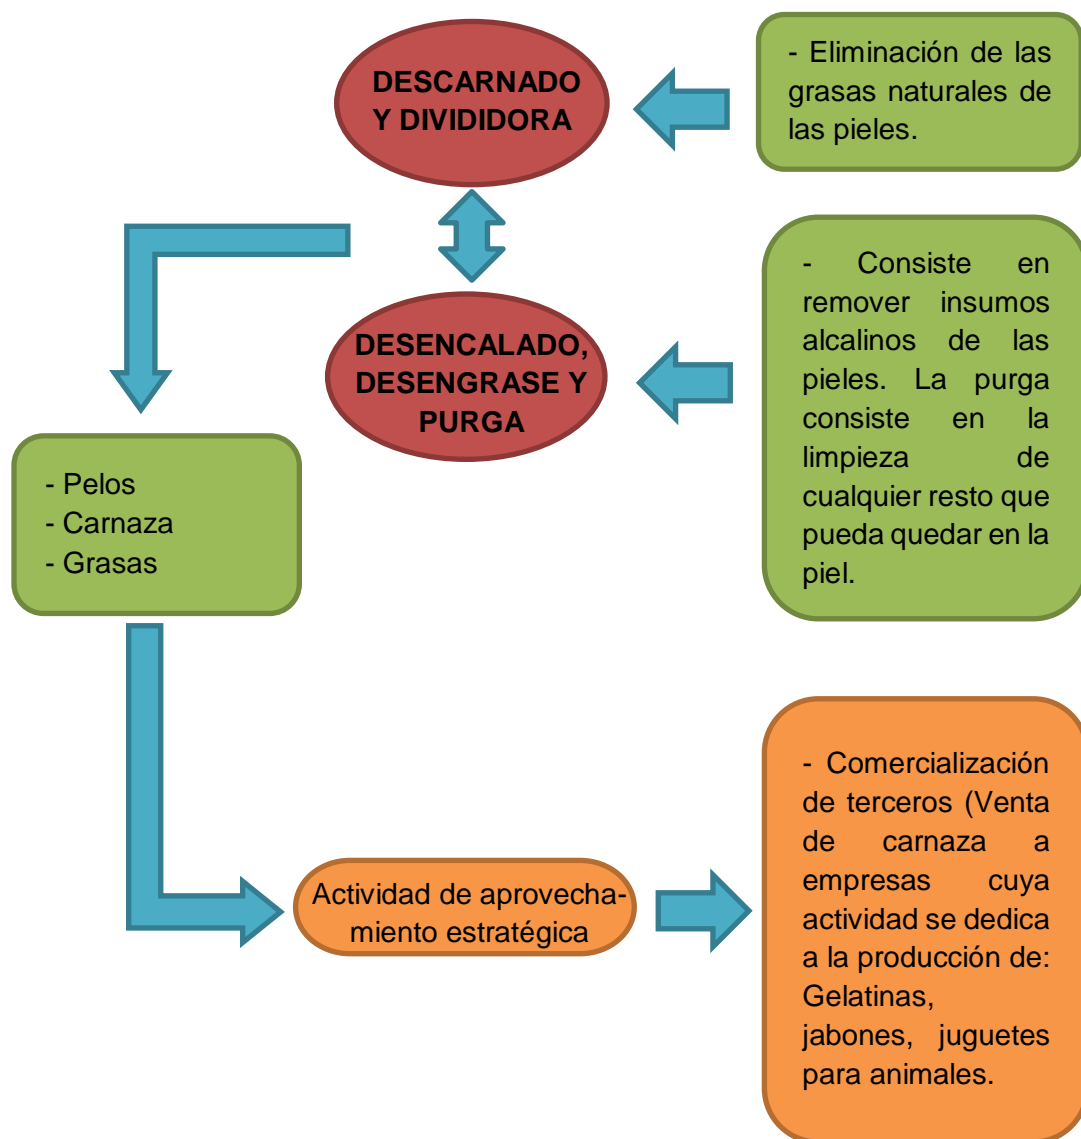 DESCARNADO
Y DIVIDIDORA
- Eliminación de las
grasas naturales de
las pieles.
DESENCALADO,
DESENGRASE Y
PURGA
- Consiste en
remover insumos
alcalinos de las
pieles. La purga
consiste en la
limpieza de
cualquier resto que
pueda quedar en la
piel.
- Pelos
- Carnaza
- Grasas
Actividad de aprovecha-
miento estratégica
- Comercialización
de terceros (Venta
de carnaza a
empresas cuya
actividad se dedica
a la producción de:
Gelatinas,
jabones, juguetes
para animales.